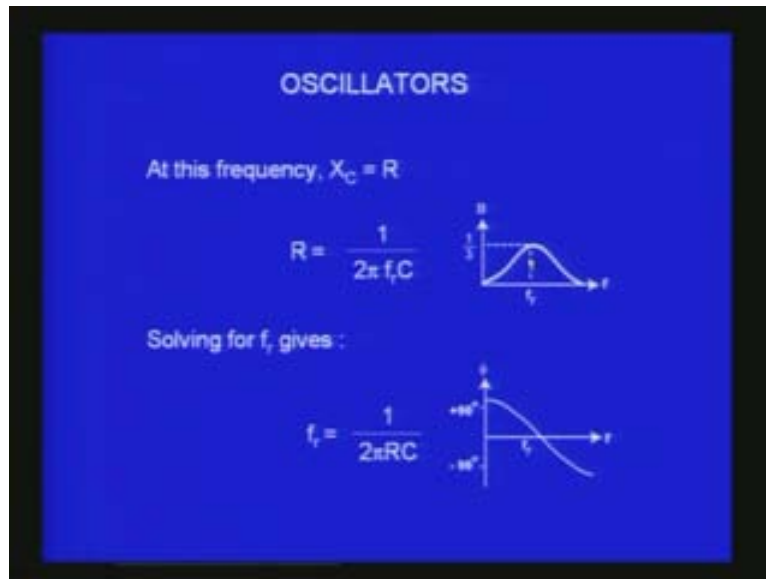 OSCILLATORS
At this frequency, X_C = R
R = 1 / 2π f_r C
B
1/3
f_r
f
Solving for f_r gives :
f_r = 1 / 2πRC
+90°
f_r
f
- 90°